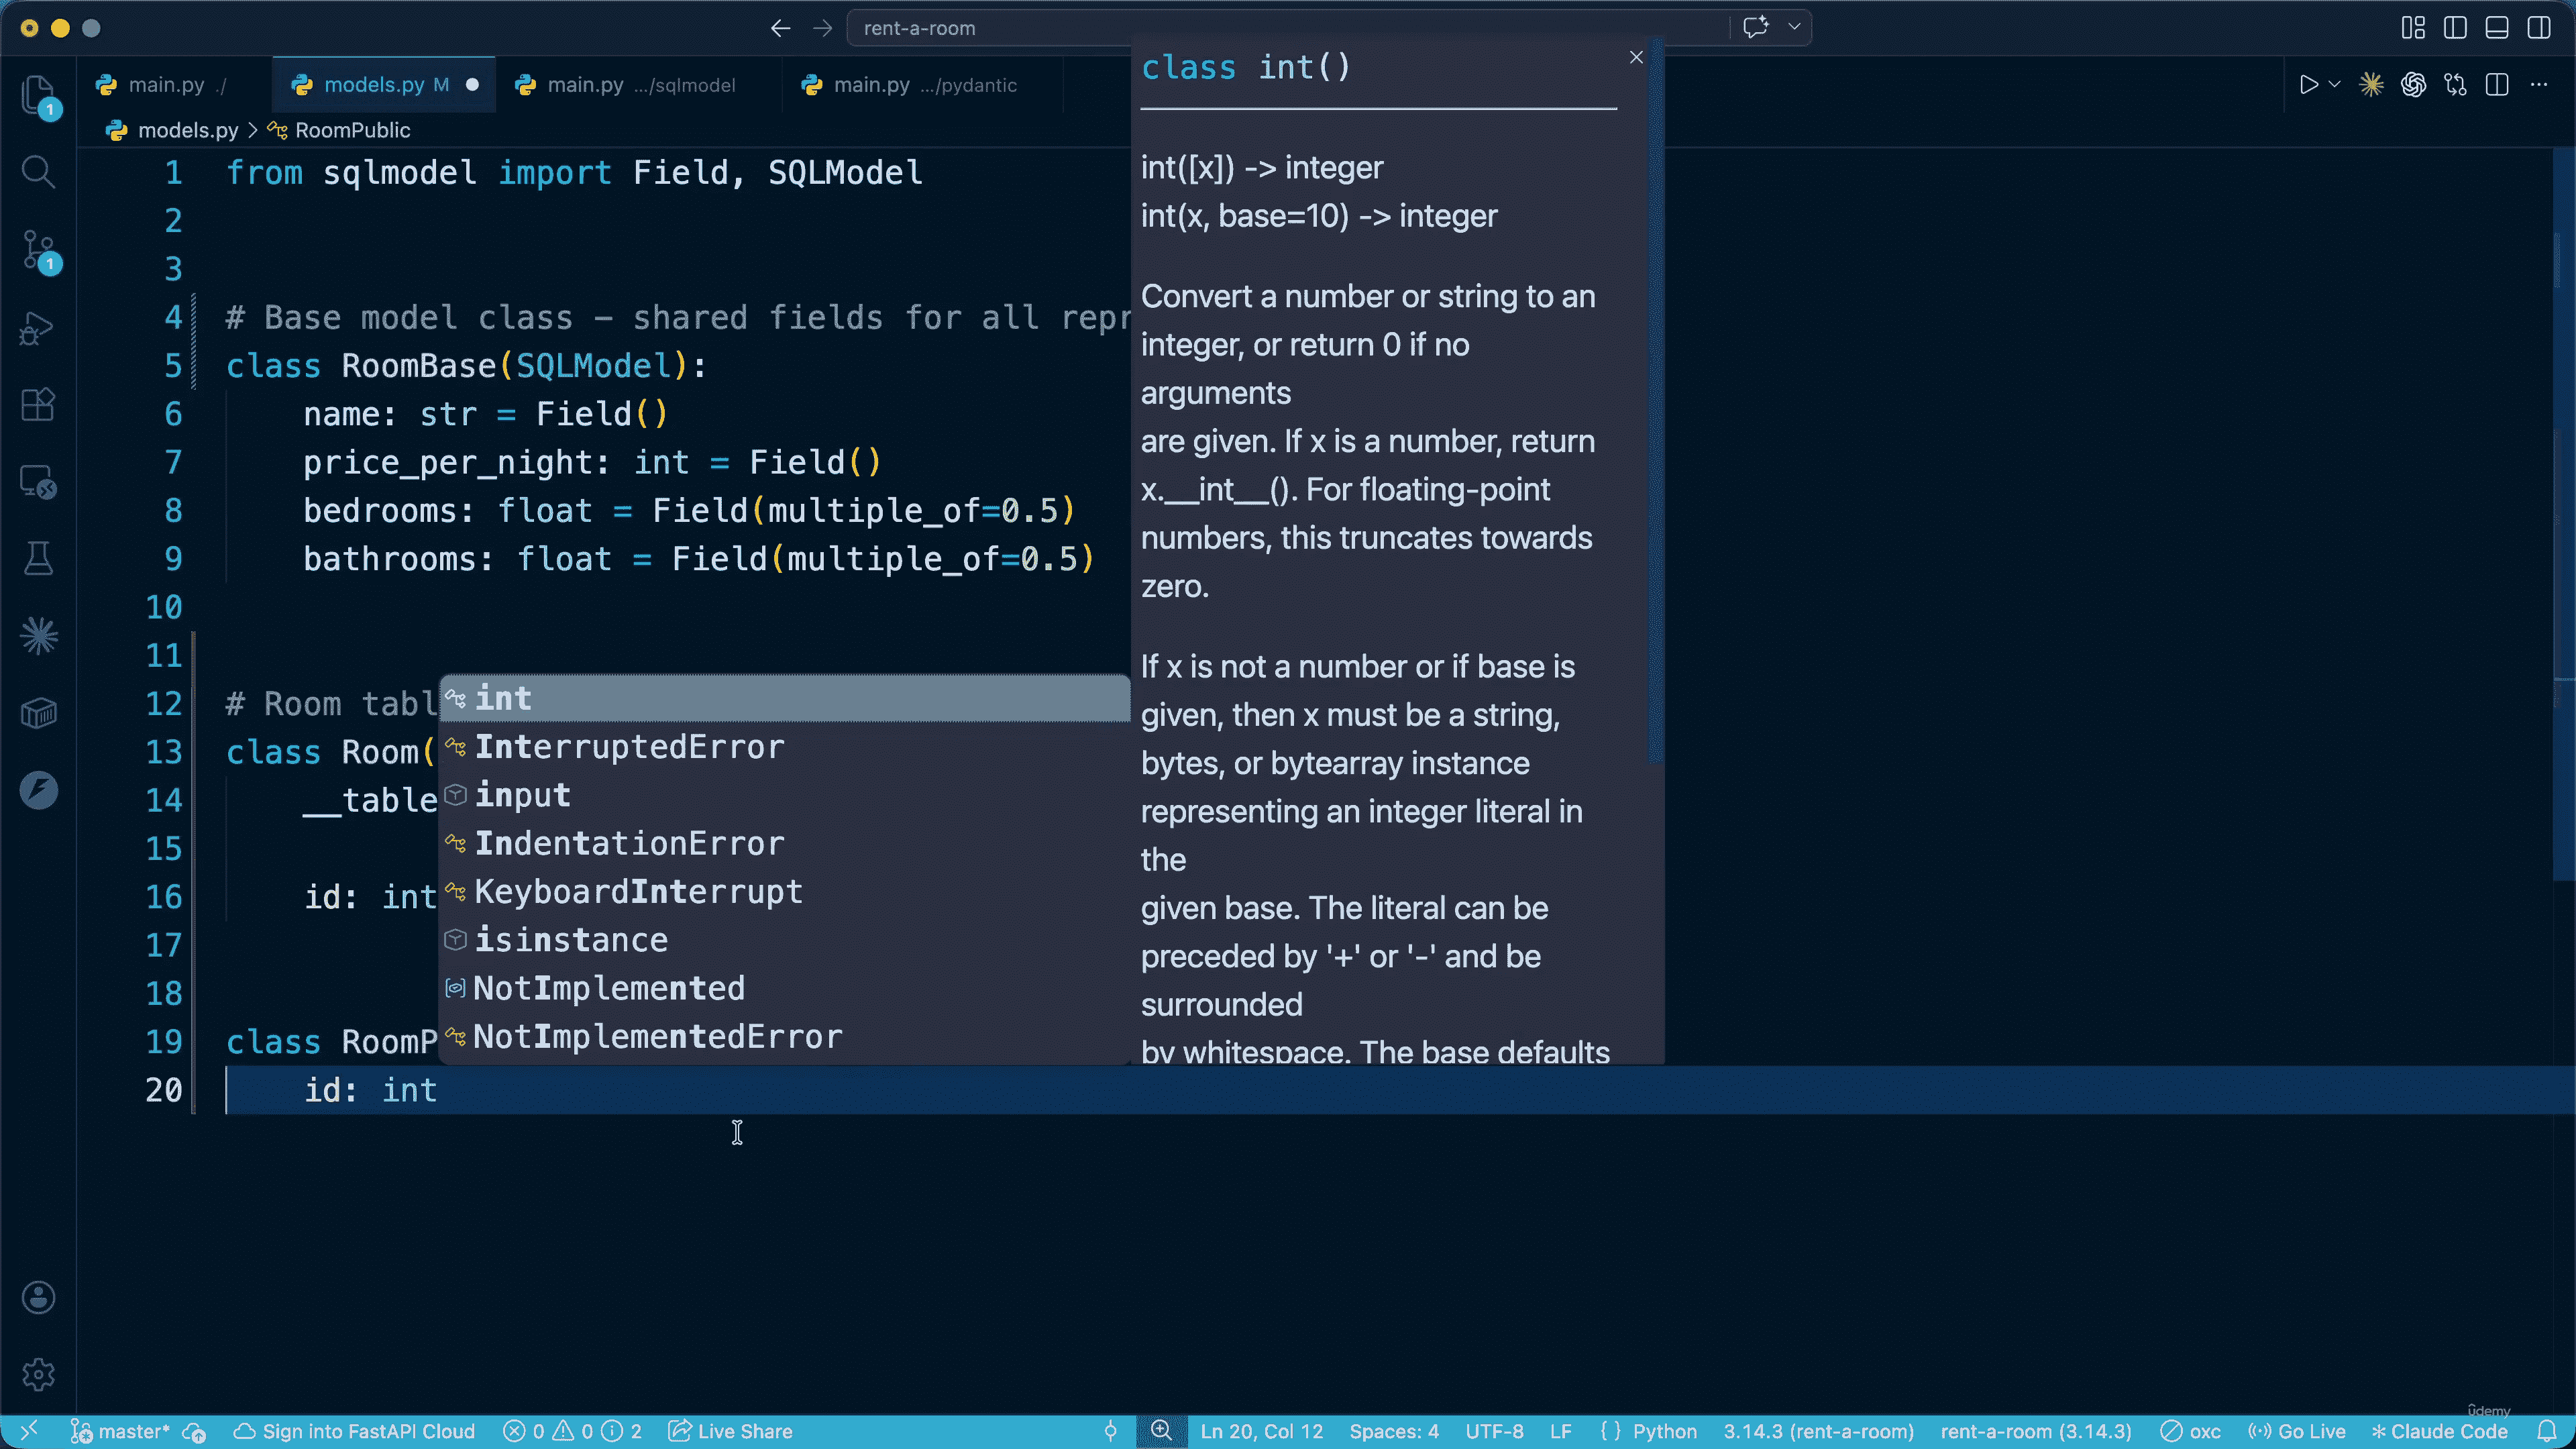 rent-a-room
main.py ./
models.py M
main.py .../sqlmodel
main.py .../pydantic
models.py > RoomPublic
1 from sqlmodel import Field, SQLModel
2
3
4 # Base model class – shared fields for all repr
5 class RoomBase(SQLModel):
6 name: str = Field()
7 price_per_night: int = Field()
8 bedrooms: float = Field(multiple_of=0.5)
9 bathrooms: float = Field(multiple_of=0.5)
10
11
12 # Room tabl
13 class Room(
14 __table
15
16 id: int
17
18
19 class RoomP
20 id: int
int
InterruptedError
input
IndentationError
KeyboardInterrupt
isinstance
NotImplemented
NotImplementedError
class int()
int([x]) -> integer
int(x, base=10) -> integer
Convert a number or string to an
integer, or return 0 if no
arguments
are given. If x is a number, return
x.__int__(). For floating-point
numbers, this truncates towards
zero.
If x is not a number or if base is
given, then x must be a string,
bytes, or bytearray instance
representing an integer literal in
the
given base. The literal can be
preceded by '+' or '-' and be
surrounded
by whitespace. The base defaults
1
1
ûdemy
master* Sign into FastAPI Cloud 0 0 2 Live Share Ln 20, Col 12 Spaces: 4 UTF-8 LF { } Python 3.14.3 (rent-a-room) rent-a-room (3.14.3) oxc Go Live Claude Code